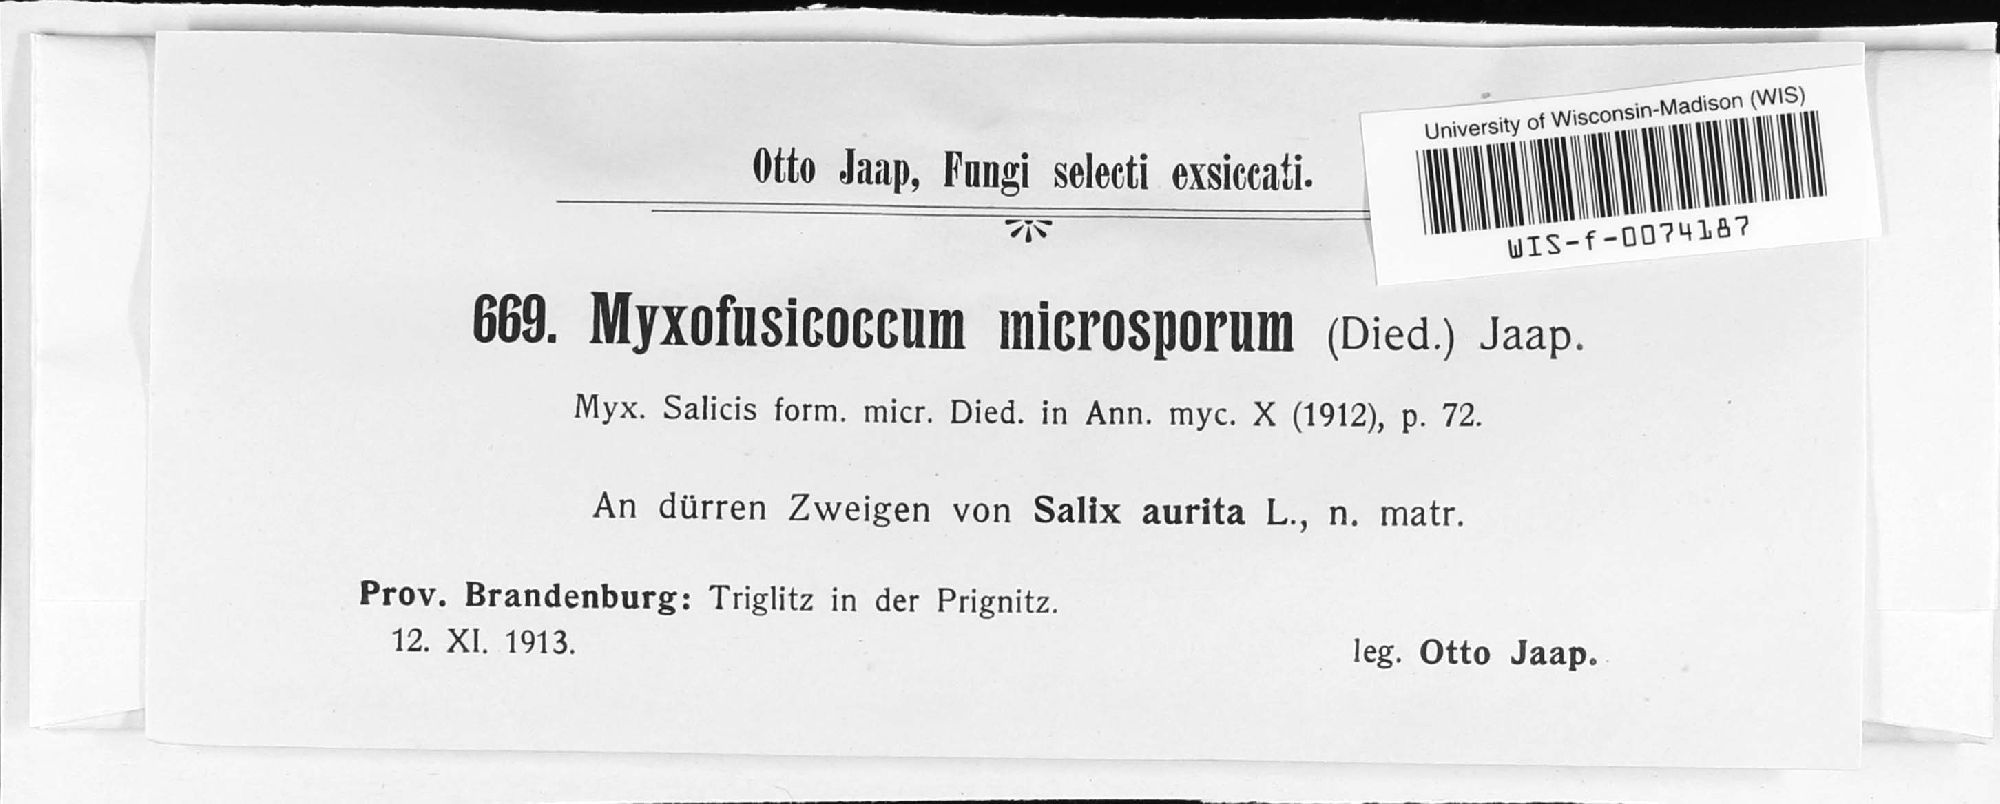 Otto Jaap, Fungi selecti exsiccati.
University of Wisconsin-Madison (WIS)
WIS-f-0074187
669. Myxofusicoccum microsporum (Died.) Jaap.
Myx. Salicis form. micr. Died. in Ann. myc. X (1912), p. 72.
An dürren Zweigen von Salix aurita L., n. matr.
Prov. Brandenburg: Triglitz in der Prignitz.
12. XI. 1913.
leg. Otto Jaap.